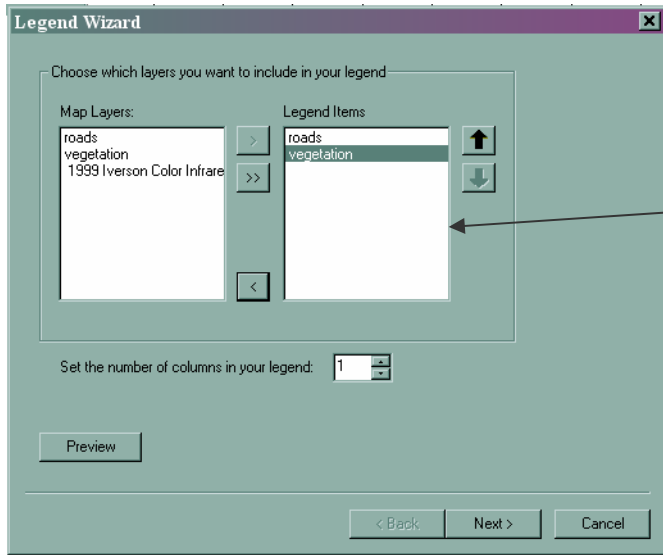 Legend Wizard
Choose which layers you want to include in your legend
Map Layers:
Legend Items
roads
vegetation
1999 Iverson Color Infrare
>
>>
<
roads
vegetation
Set the number of columns in your legend: 1
Preview
< Back
Next >
Cancel